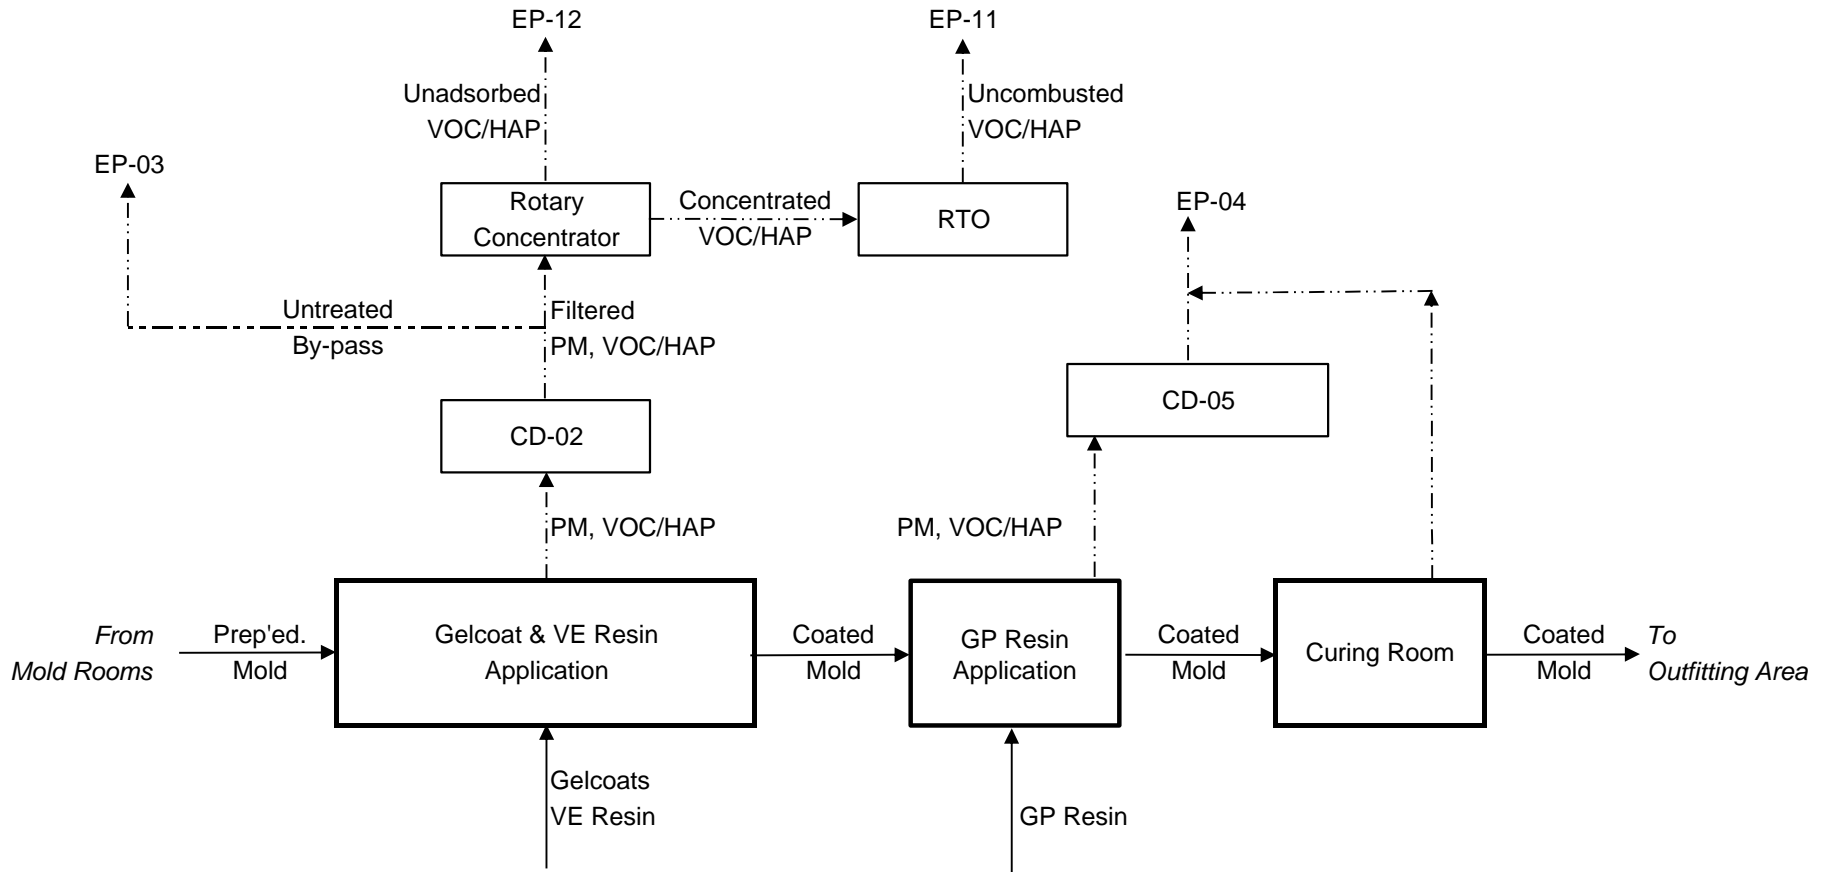 EP-12
EP-11
Unadsorbed
VOC/HAP
Uncombusted
VOC/HAP
EP-03
Rotary
Concentrator
Concentrated
VOC/HAP
RTO
EP-04
Untreated
By-pass
Filtered
PM, VOC/HAP
CD-05
CD-02
PM, VOC/HAP
PM, VOC/HAP
From
Mold Rooms
Prep'ed.
Mold
Gelcoat & VE Resin
Application
Coated
Mold
GP Resin
Application
Coated
Mold
Curing Room
Coated
Mold
To
Outfitting Area
Gelcoats
VE Resin
GP Resin